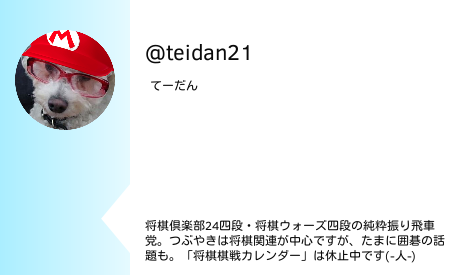 M
@teidan21
てーだん
将棋倶楽部24四段・将棋ウォーズ四段の純粋振り飛車
党。つぶやきは将棋関連が中心ですが、たまに囲碁の話
題も。「将棋棋戦カレンダー」は休止中です(-人-)